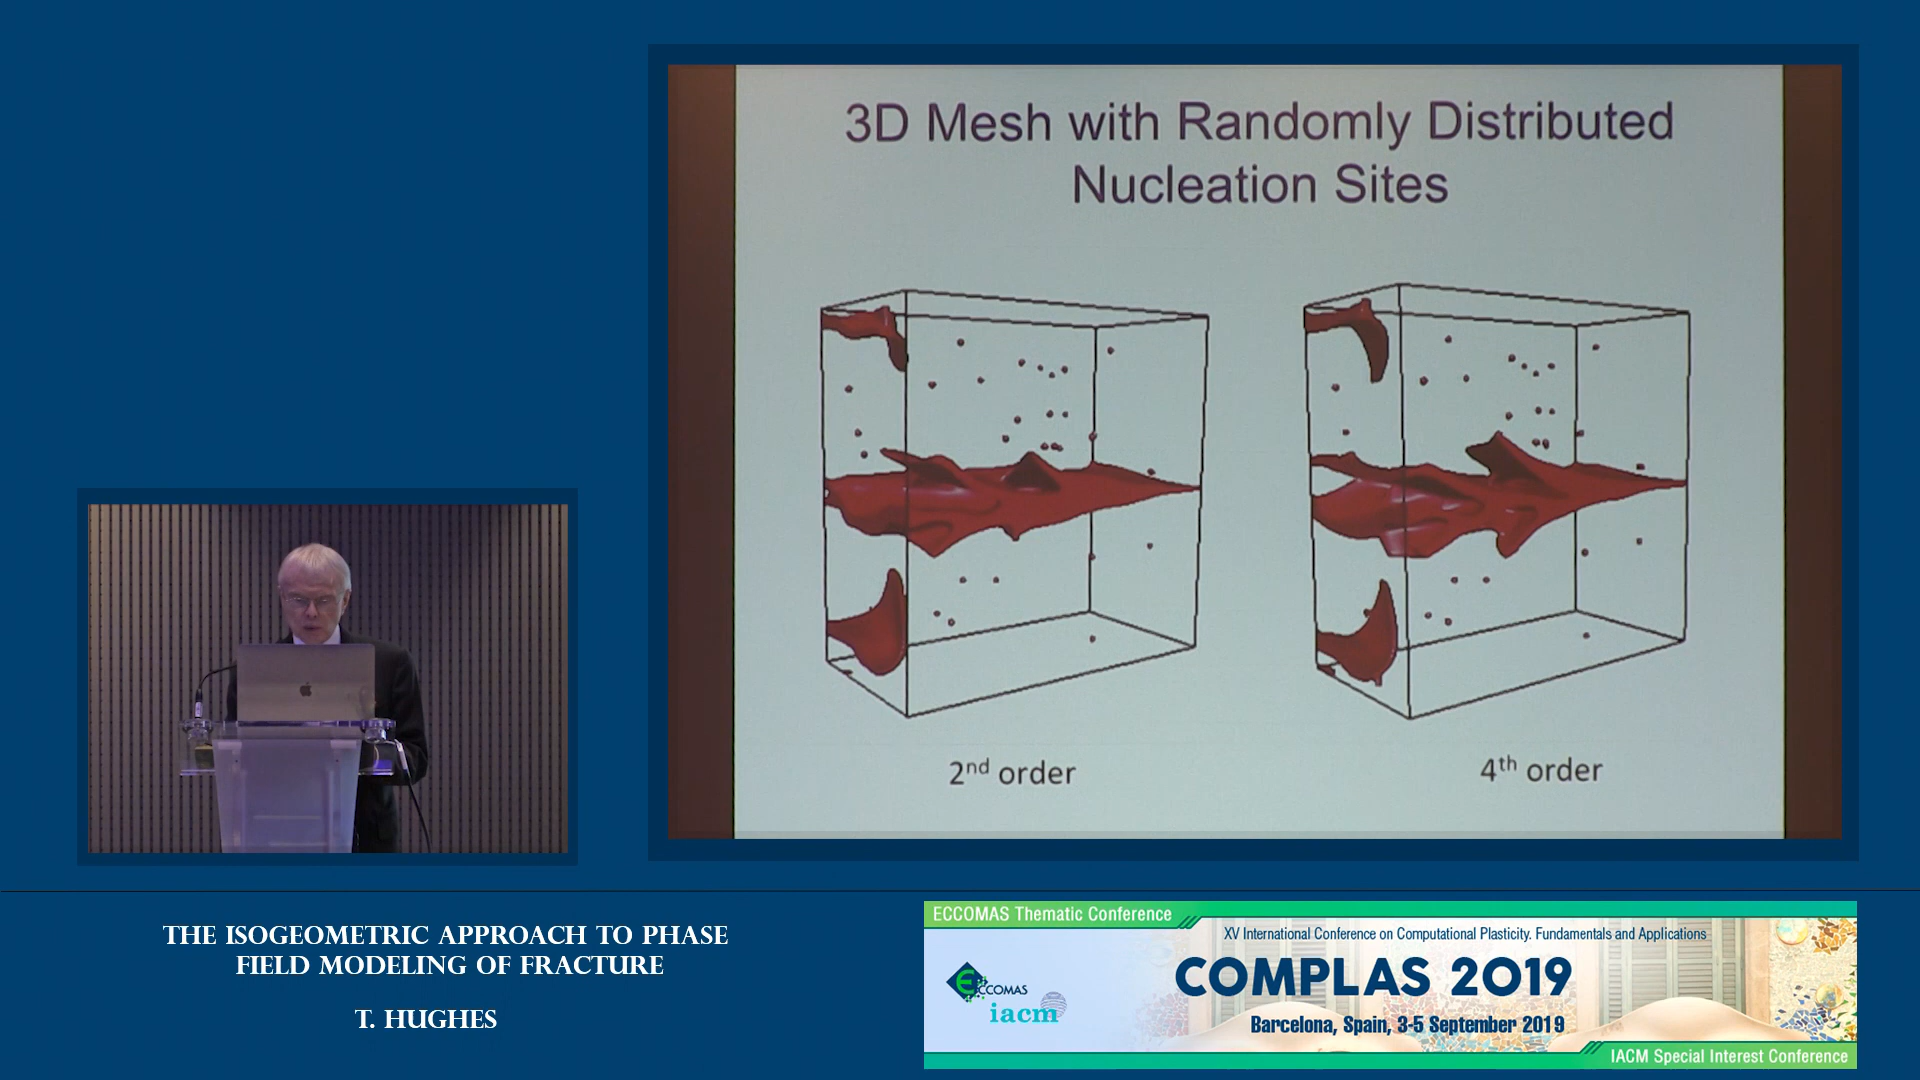 3D Mesh with Randomly Distributed
Nucleation Sites
2nd order
4th order
THE ISOGEOMETRIC APPROACH TO PHASE
FIELD MODELING OF FRACTURE
T. HUGHES
ECCOMAS Thematic Conference
XV International Conference on Computational Plasticity. Fundamentals and Applications
COMPLAS 2019
ECCOMAS
iacm
Barcelona, Spain, 3-5 September 2019
IACM Special Interest Conference